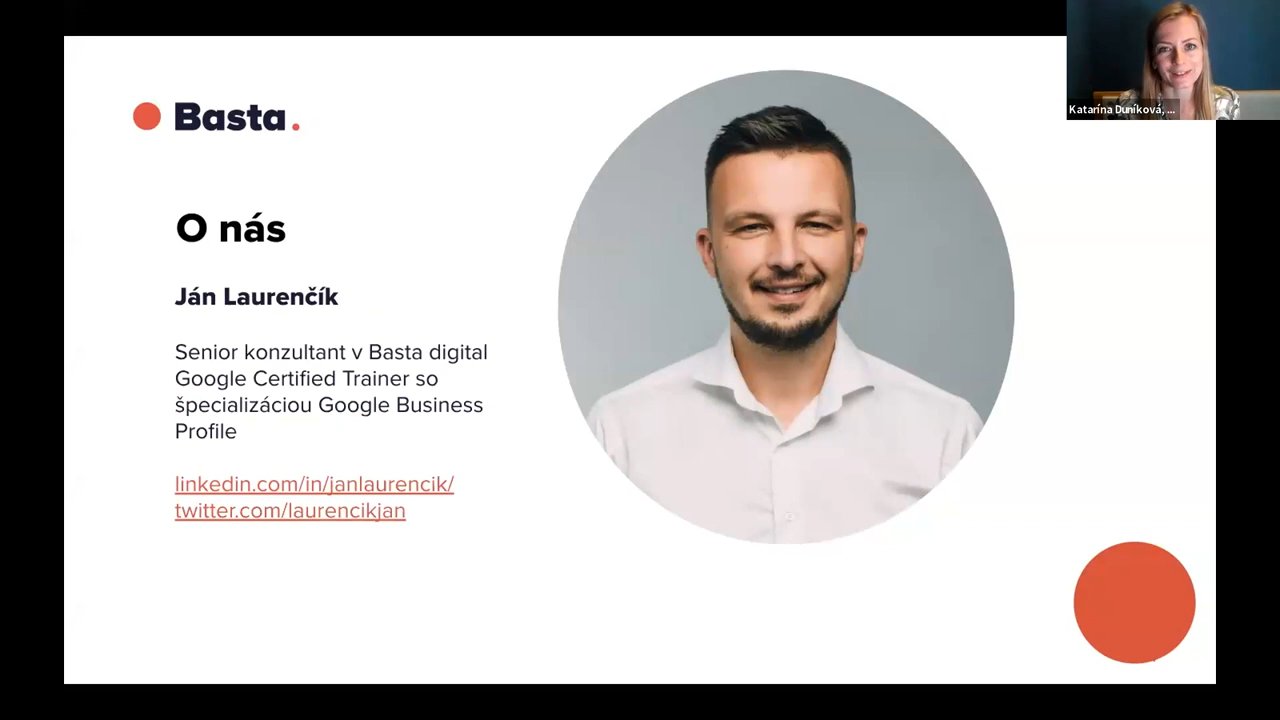 Basta.
O nás
Ján Laurenčík
Senior konzultant v Basta digital
Google Certified Trainer so
špecializáciou Google Business
Profile
linkedin.com/in/janlaurencik/
twitter.com/laurencikjan
Katarína Duníková, ...